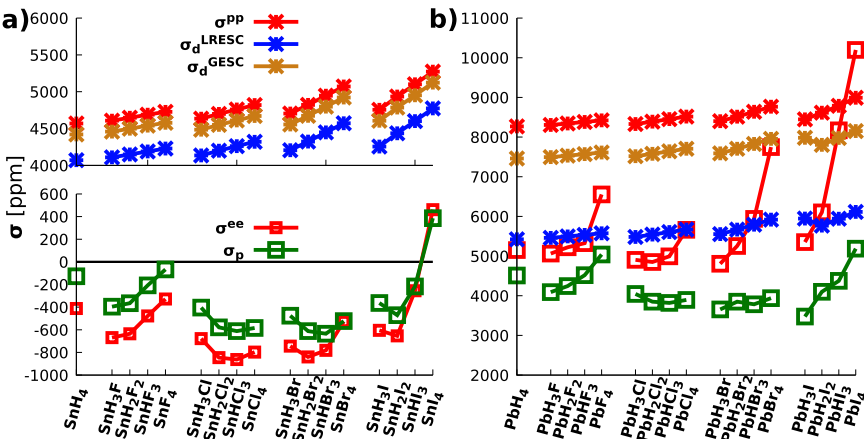 a)
b)
σ [ppm]
6000
5500
5000
4500
4000
σ^pp
σ_d^LRESC
σ_d^GESC
600
400
200
0
-200
-400
-600
-800
-1000
σ^ee
σ_p
SnH4
SnH3F
SnH2F2
SnHF3
SnF4
SnH3Cl
SnH2Cl2
SnHCl3
SnCl4
SnH3Br
SnH2Br2
SnHBr3
SnBr4
SnH3I
SnH2I2
SnHI3
SnI4
11000
10000
9000
8000
7000
6000
5000
4000
3000
2000
PbH4
PbH3F
PbH2F2
PbHF3
PbF4
PbH3Cl
PbH2Cl2
PbHCl3
PbCl4
PbH3Br
PbH2Br2
PbHBr3
PbBr4
PbH3I
PbH2I2
PbHI3
PbI4